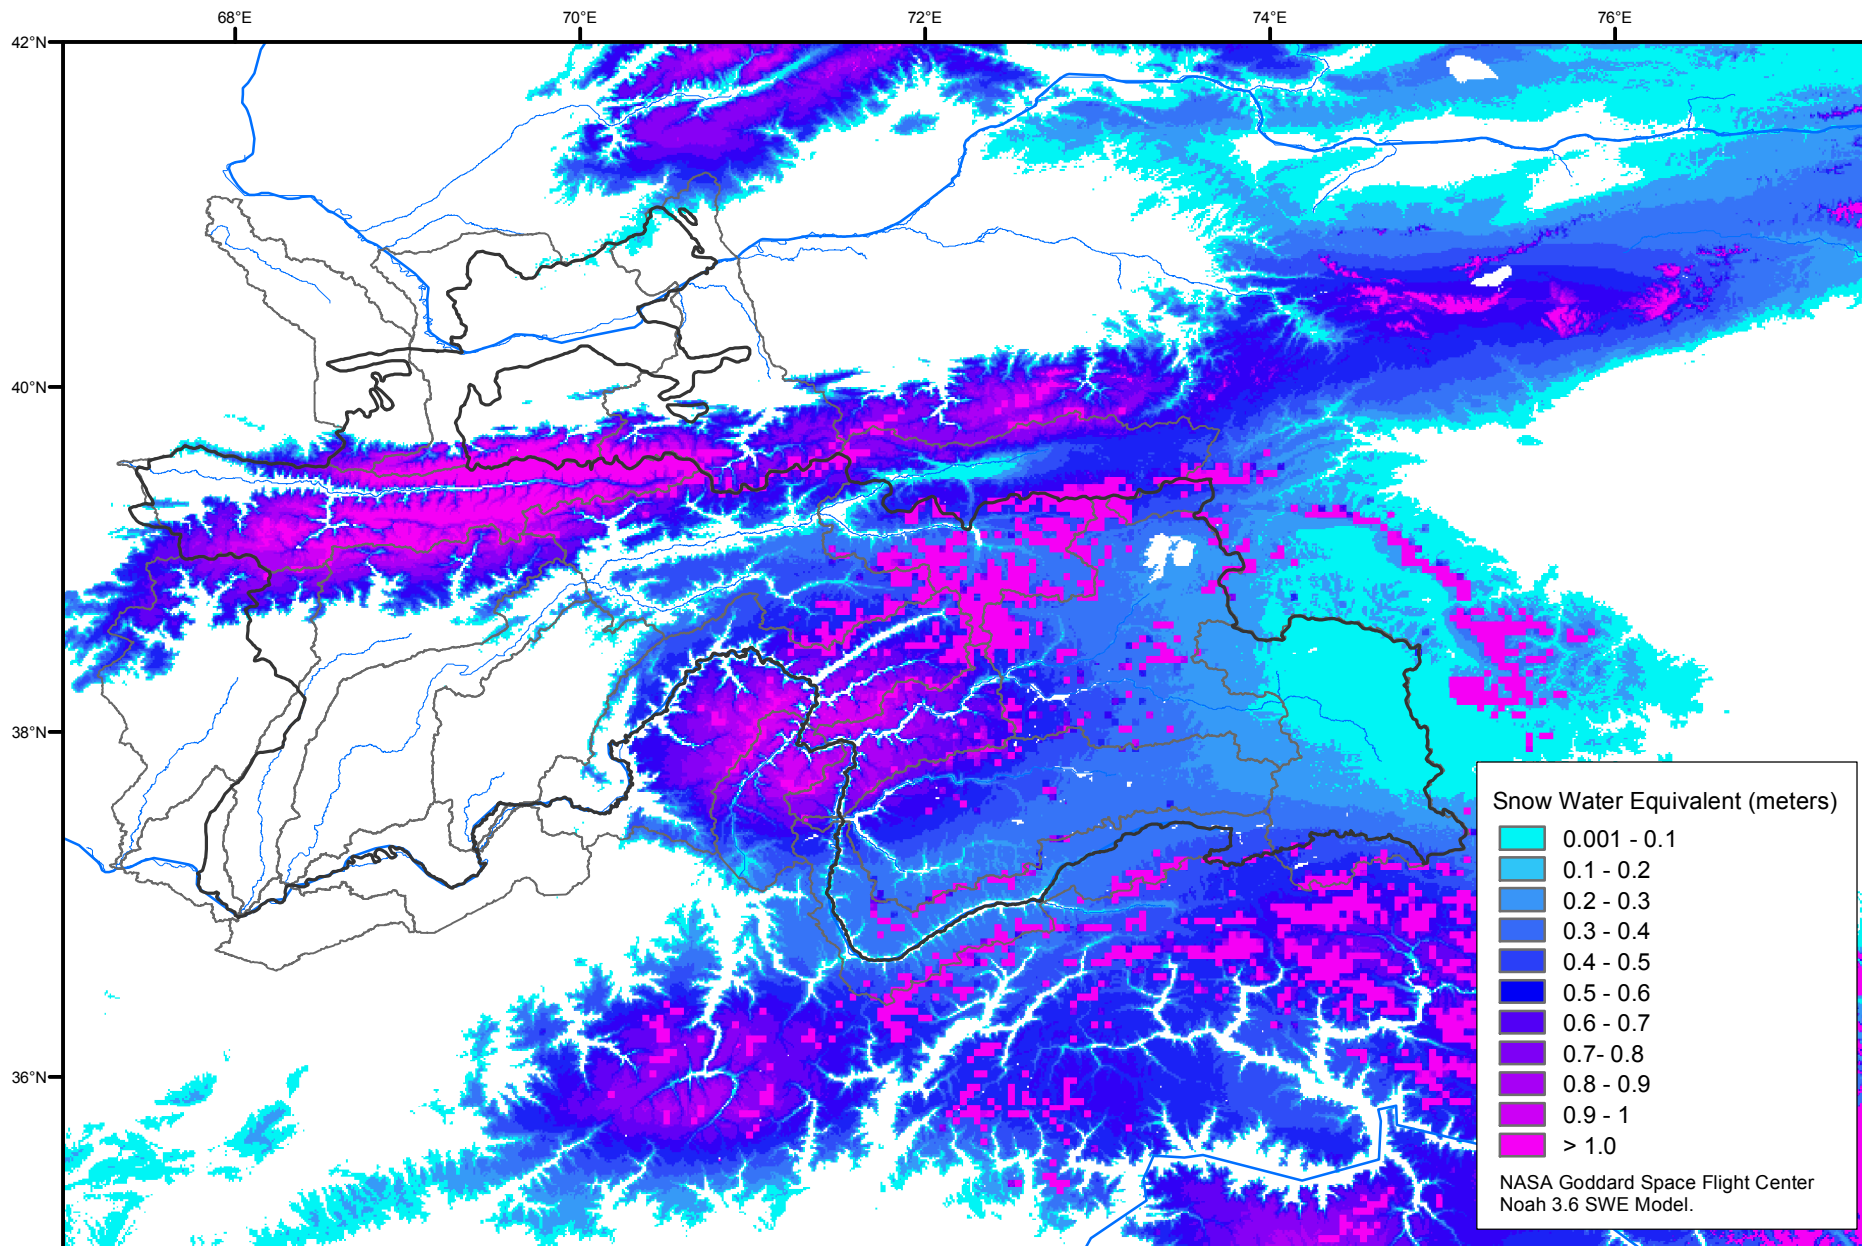 68°E
70°E
72°E
74°E
76°E
42°N
40°N
38°N
36°N
Snow Water Equivalent (meters)
0.001 - 0.1
0.1 - 0.2
0.2 - 0.3
0.3 - 0.4
0.4 - 0.5
0.5 - 0.6
0.6 - 0.7
0.7- 0.8
0.8 - 0.9
0.9 - 1
> 1.0
NASA Goddard Space Flight Center
Noah 3.6 SWE Model.